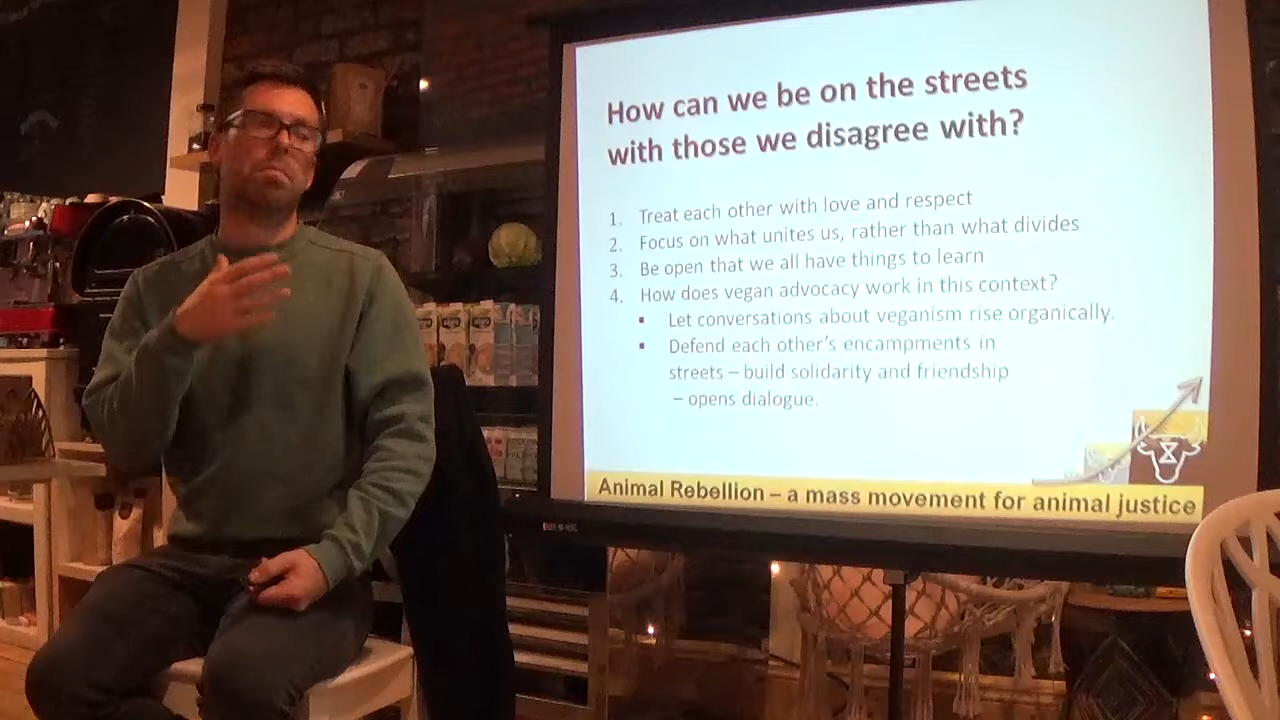 How can we be on the streets
with those we disagree with?
1. Treat each other with love and respect
2. Focus on what unites us, rather than what divides
3. Be open that we all have things to learn
4. How does vegan advocacy work in this context?
▪ Let conversations about veganism rise organically.
▪ Defend each other's encampments in
streets – build solidarity and friendship
– opens dialogue.
Animal Rebellion – a mass movement for animal justice